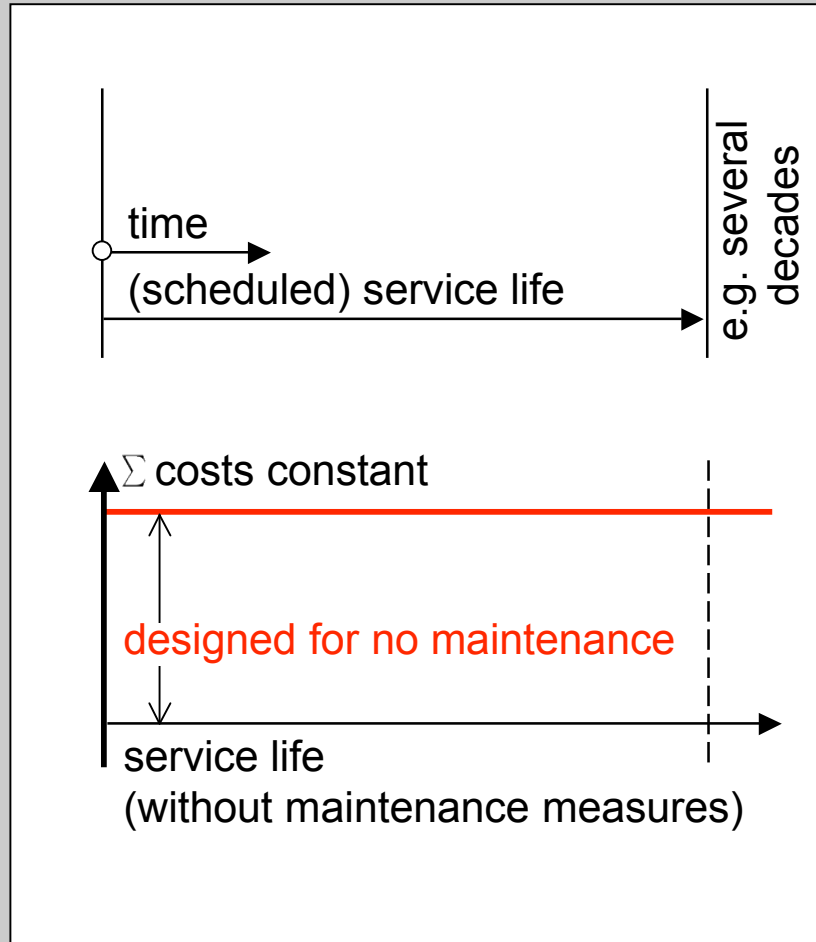 time
(scheduled) service life
e.g. several
decades
∑ costs constant
designed for no maintenance
service life
(without maintenance measures)